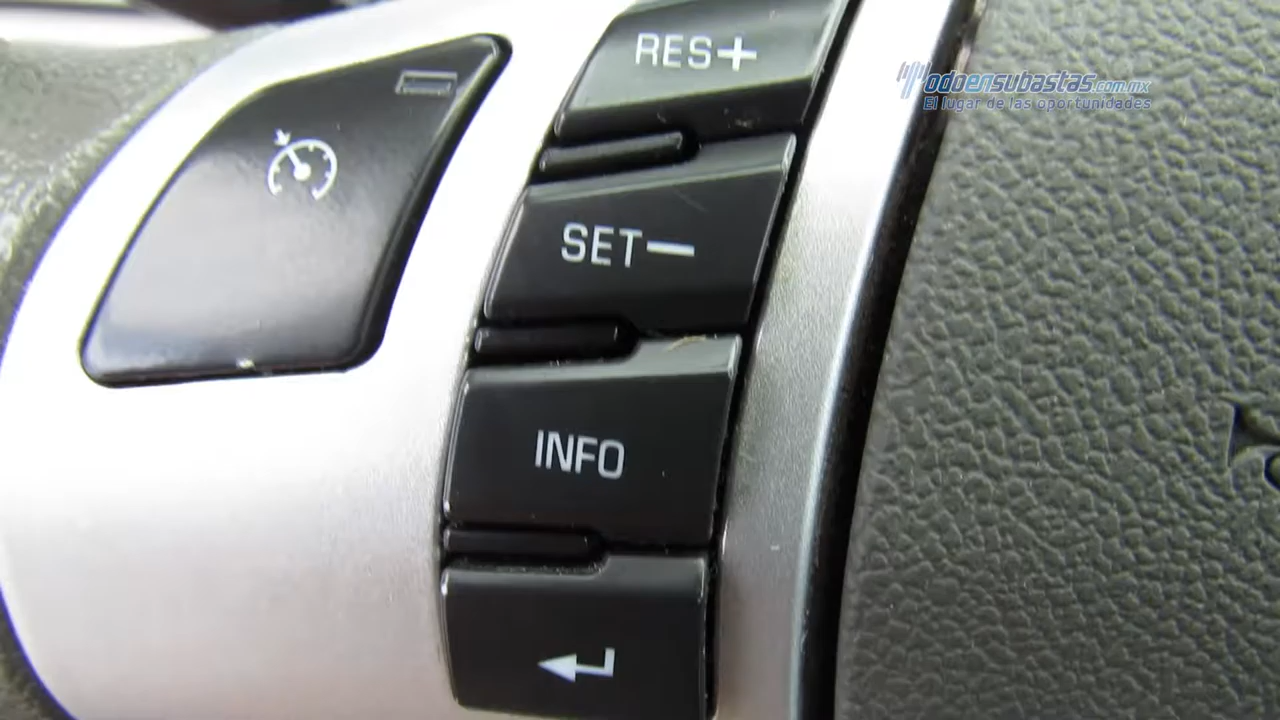 RES+
odoensubastas.com.mx
El lugar de las oportunidades
SET−
INFO